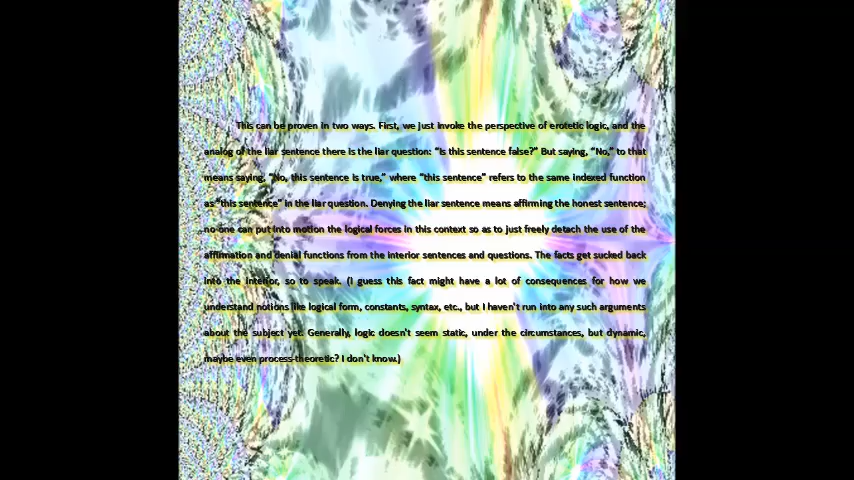 This can be proven in two ways. First, we just invoke the perspective of erotetic logic, and the
analog of the liar sentence there is the liar question: “Is this sentence false?” But saying, “No,” to that
means saying, “No, this sentence is true,” where “this sentence” refers to the same indexed function
as “this sentence” in the liar question. Denying the liar sentence means affirming the honest sentence;
no one can put into motion the logical forces in this context so as to just freely detach the use of the
affirmation and denial functions from the interior sentences and questions. The facts get sucked back
into the interior, so to speak. (I guess this fact might have a lot of consequences for how we
understand notions like logical form, constants, syntax, etc., but I haven't run into any such arguments
about the subject yet. Generally, logic doesn't seem static, under the circumstances, but dynamic,
maybe even process-theoretic? I don't know.)